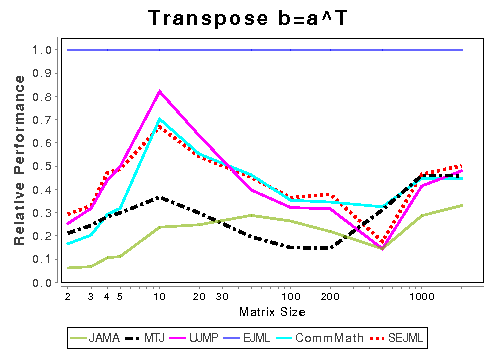 Transpose b=a^T
Relative Performance
1.0
0.9
0.8
0.7
0.6
0.5
0.4
0.3
0.2
0.1
0.0
2 3 4 5 10 20 30 100 200 1000
Matrix Size
JAMA MTJ UJMP EJML CommMath SEJML